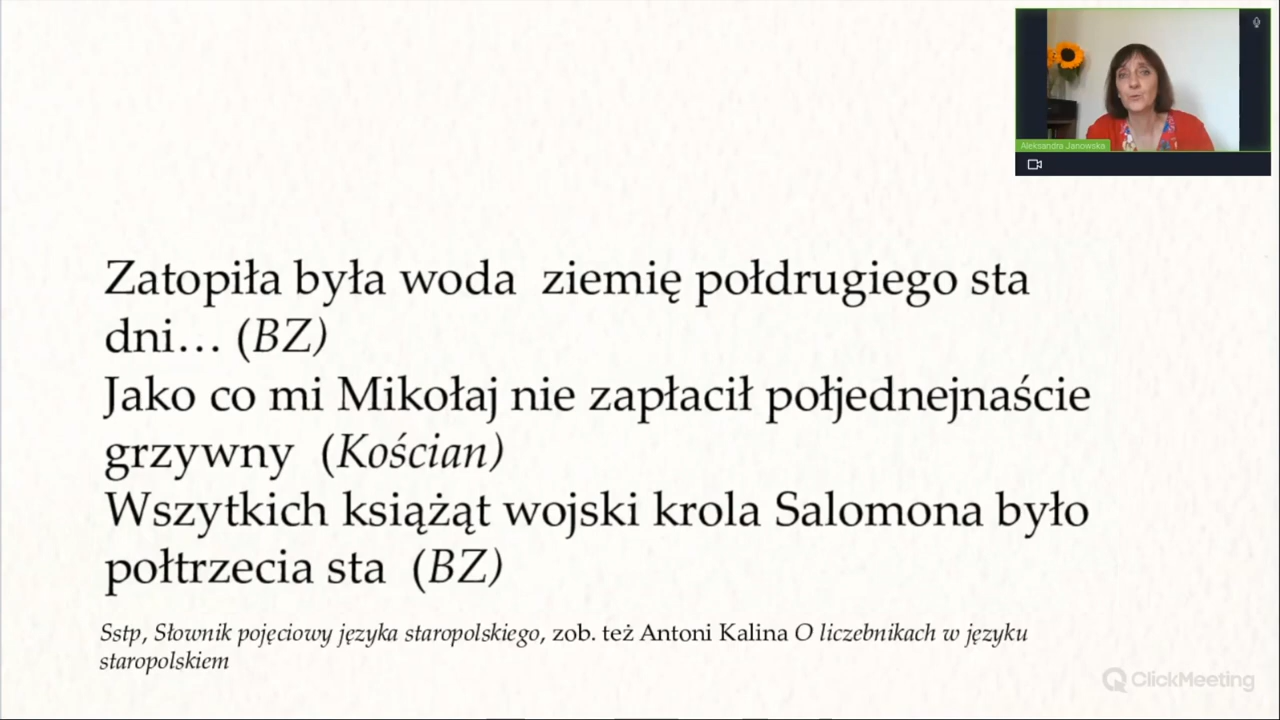 Aleksandra Janowska
Zatopiła była woda ziemię połdrugiego sta
dni… (BZ)
Jako co mi Mikołaj nie zapłacił połjednejnaście
grzywny (Kościan)
Wszytkich książąt wojski krola Salomona było
połtrzecia sta (BZ)
Sstp, Słownik pojęciowy języka staropolskiego, zob. też Antoni Kalina O liczebnikach w języku
staropolskiem
ClickMeeting